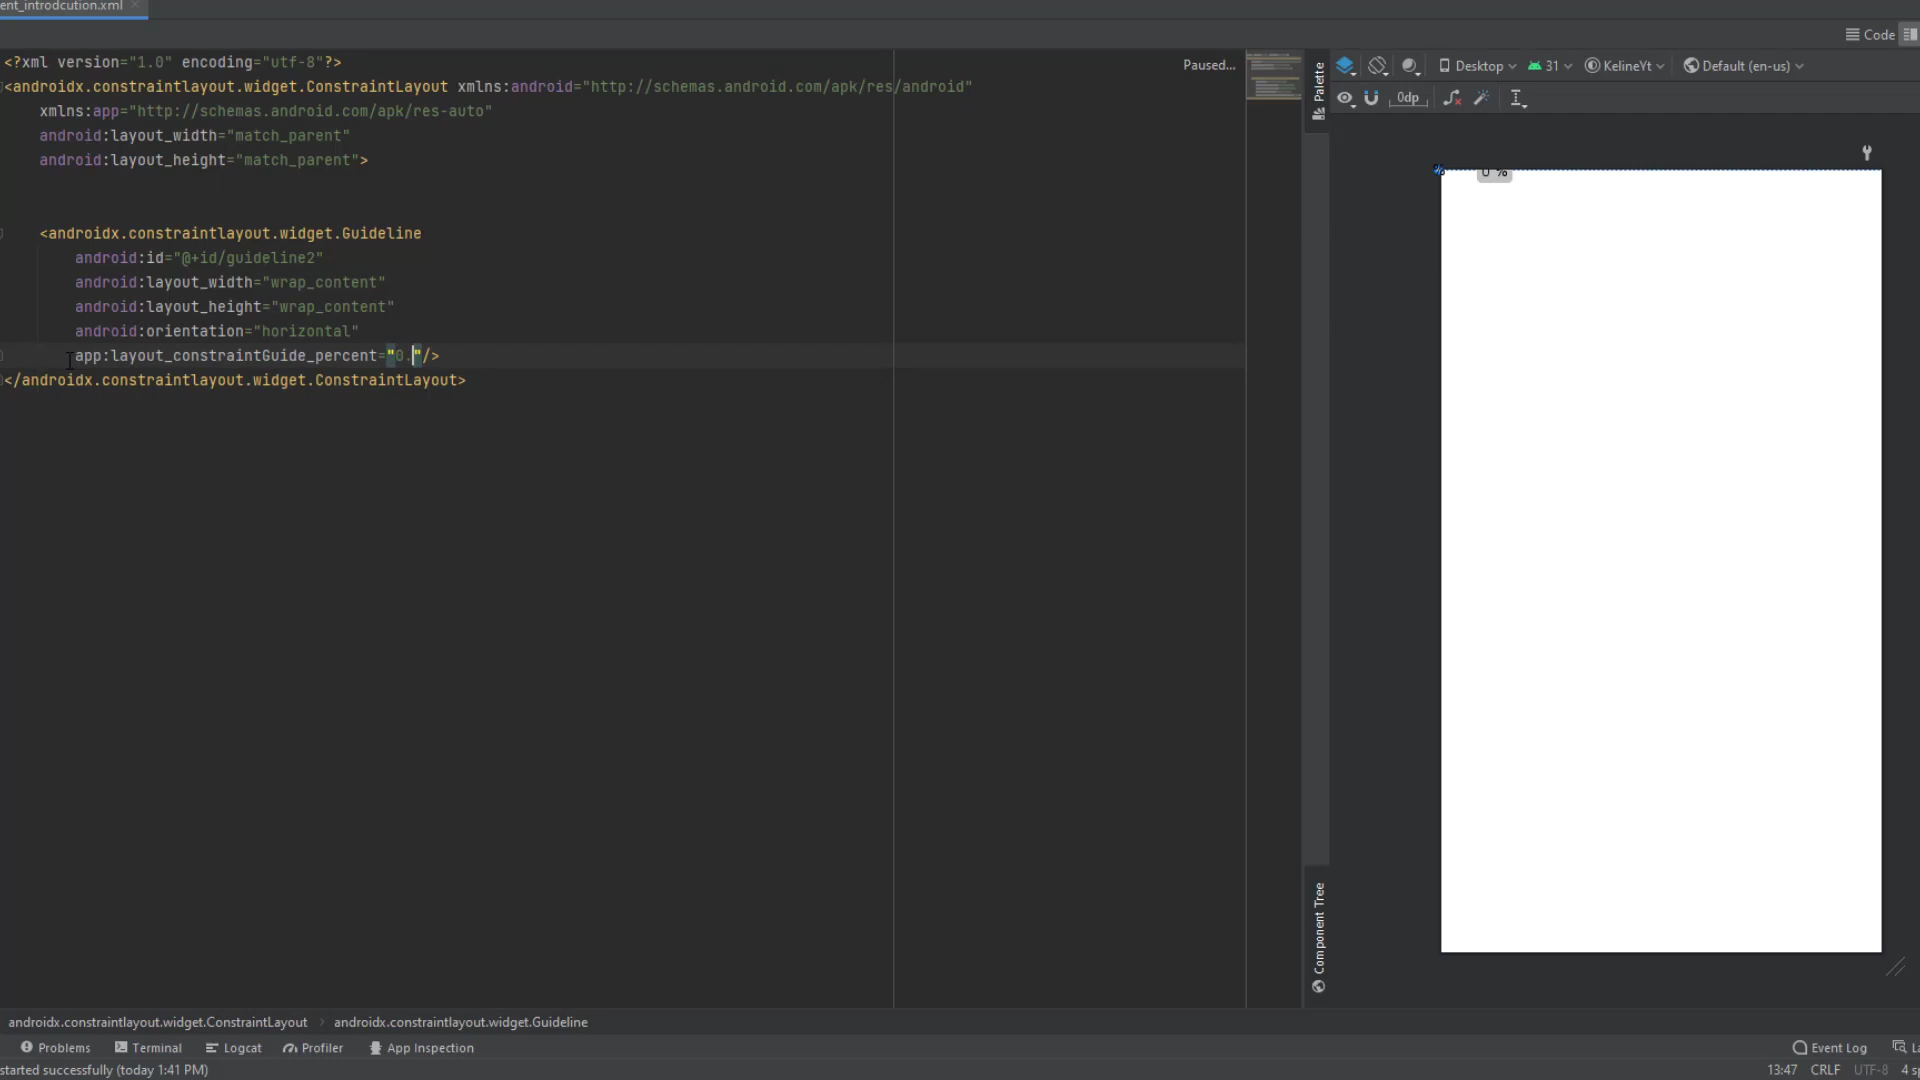 ent_introdcution.xml
Code
<?xml version="1.0" encoding="utf-8"?>
<androidx.constraintlayout.widget.ConstraintLayout xmlns:android="http://schemas.android.com/apk/res/android"
xmlns:app="http://schemas.android.com/apk/res-auto"
android:layout_width="match_parent"
android:layout_height="match_parent">
<androidx.constraintlayout.widget.Guideline
android:id="@+id/guideline2"
android:layout_width="wrap_content"
android:layout_height="wrap_content"
android:orientation="horizontal"
app:layout_constraintGuide_percent="0."/>
</androidx.constraintlayout.widget.ConstraintLayout>
Paused...
Palette
Desktop 31 KelineYt Default (en-us)
0dp
0 %
Component Tree
androidx.constraintlayout.widget.ConstraintLayout androidx.constraintlayout.widget.Guideline
Problems Terminal Logcat Profiler App Inspection Event Log La
started successfully (today 1:41 PM) 13:47 CRLF UTF-8 4 sp